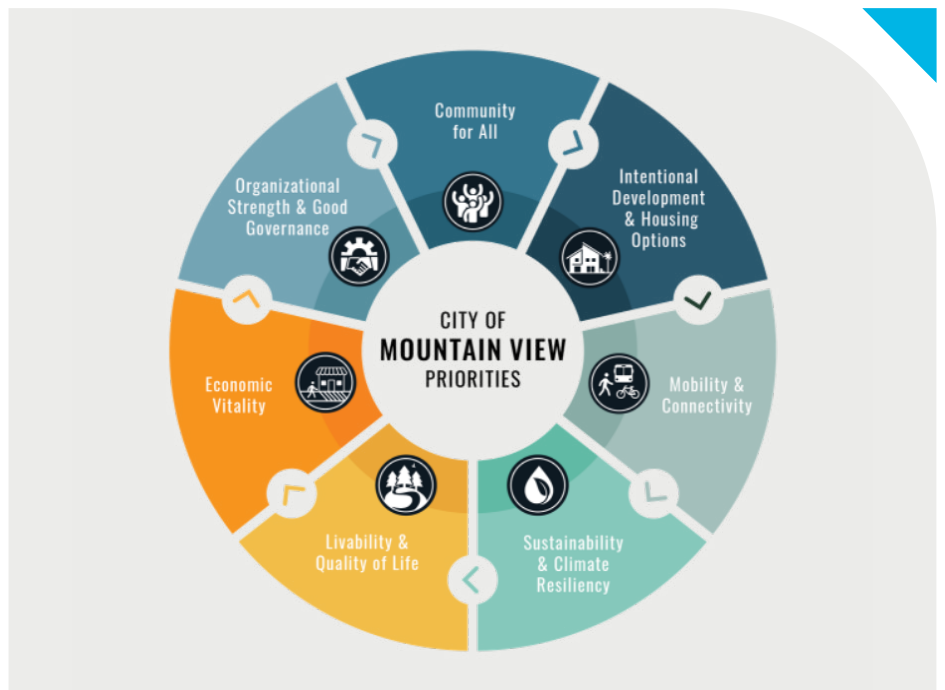 Community
for All
Intentional
Development
& Housing
Options
Mobility &
Connectivity
Sustainability
& Climate
Resiliency
Livability &
Quality of Life
Economic
Vitality
Organizational
Strength & Good
Governance
CITY OF
MOUNTAIN VIEW
PRIORITIES